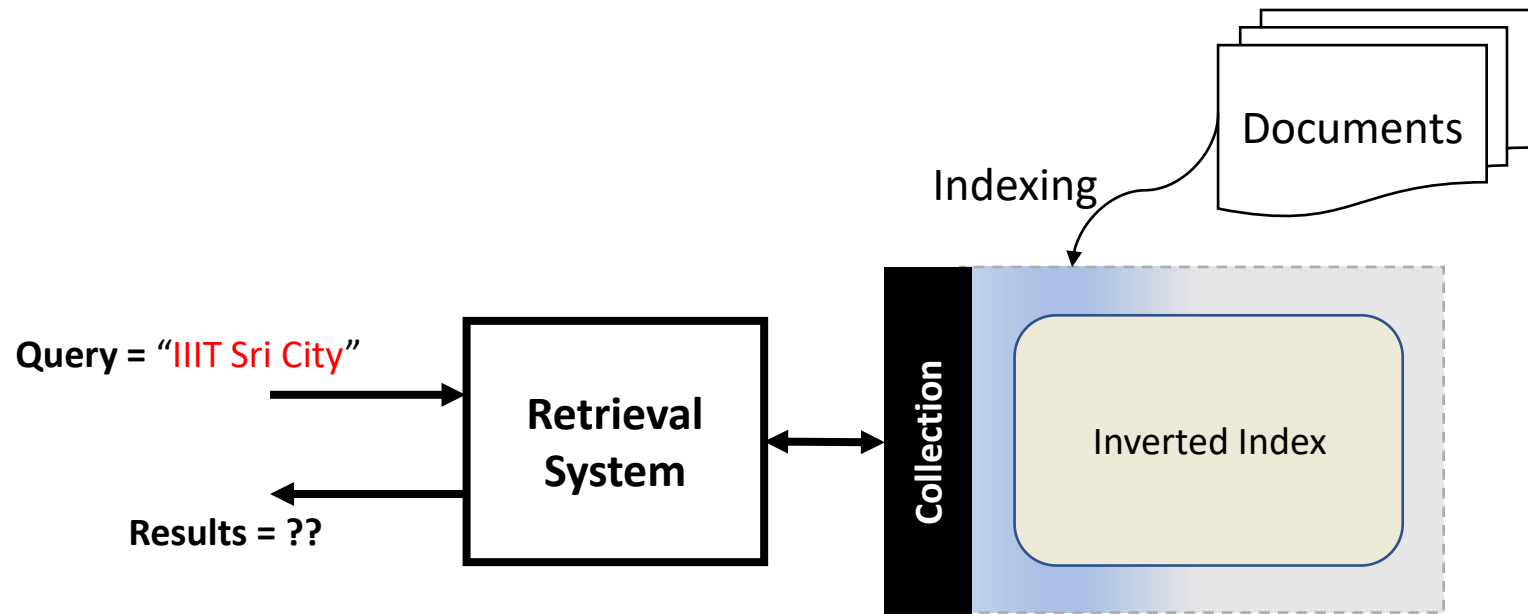 Documents
Indexing
Query = “IIIT Sri City”
Retrieval
System
Collection
Inverted Index
Results = ??